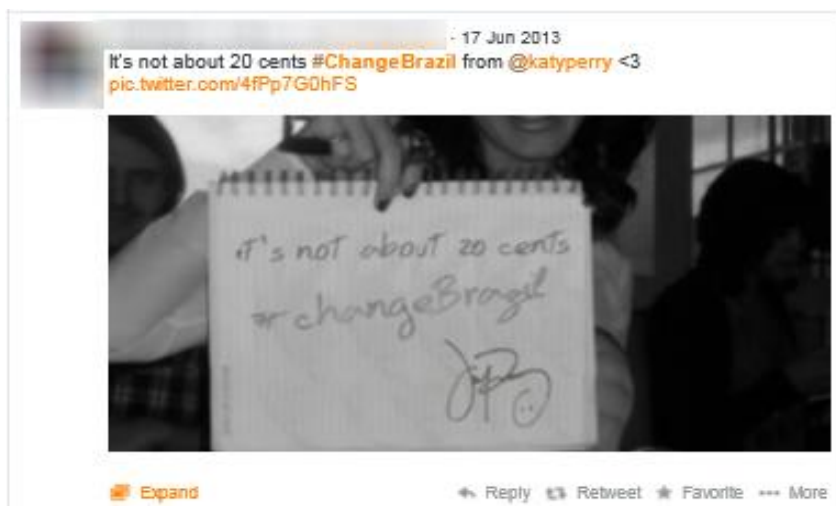 · 17 Jun 2013
It's not about 20 cents #ChangeBrazil from @katyperry <3
pic.twitter.com/4fPp7G0hFS
iT's noT abouT 20 cenTs
#changeBrazil
Expand
Reply Retweet Favorite More